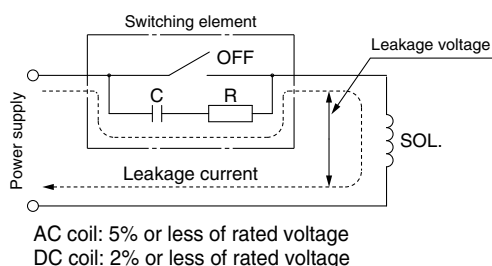 Switching element
OFF
Leakage voltage
C
R
Power supply
SOL.
Leakage current
AC coil: 5% or less of rated voltage
DC coil: 2% or less of rated voltage